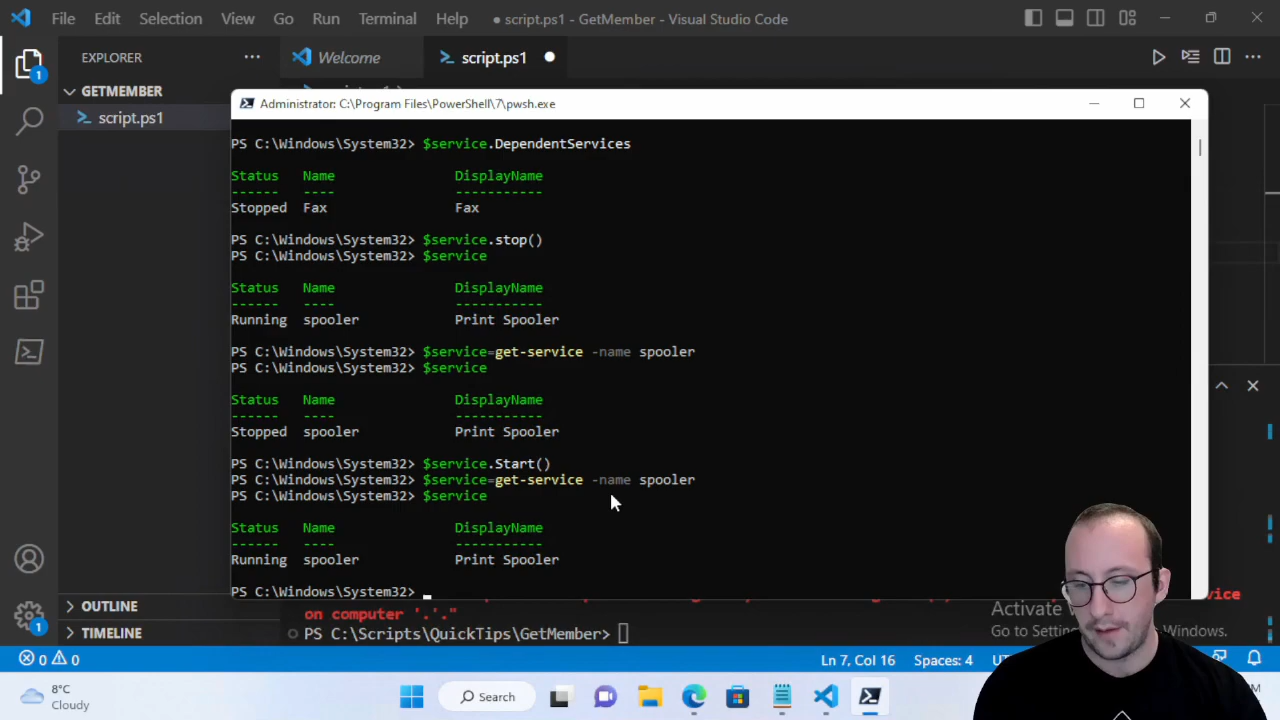 File Edit Selection View Go Run Terminal Help
● script.ps1 - GetMember - Visual Studio Code
EXPLORER
Welcome
script.ps1
1
GETMEMBER
script.ps1
Administrator: C:\Program Files\PowerShell\7\pwsh.exe
PS C:\Windows\System32> $service.DependentServices
Status Name DisplayName
------ ---- -----------
Stopped Fax Fax
PS C:\Windows\System32> $service.stop()
PS C:\Windows\System32> $service
Status Name DisplayName
------ ---- -----------
Running spooler Print Spooler
PS C:\Windows\System32> $service=get-service -name spooler
PS C:\Windows\System32> $service
Status Name DisplayName
------ ---- -----------
Stopped spooler Print Spooler
PS C:\Windows\System32> $service.Start()
PS C:\Windows\System32> $service=get-service -name spooler
PS C:\Windows\System32> $service
Status Name DisplayName
------ ---- -----------
Running spooler Print Spooler
PS C:\Windows\System32>
on computer '.'."
PS C:\Scripts\QuickTips\GetMember>
OUTLINE
TIMELINE
1
Activate
Go to Setting
Windows.
0 0
Ln 7, Col 16 Spaces: 4
8°C
Cloudy
Search